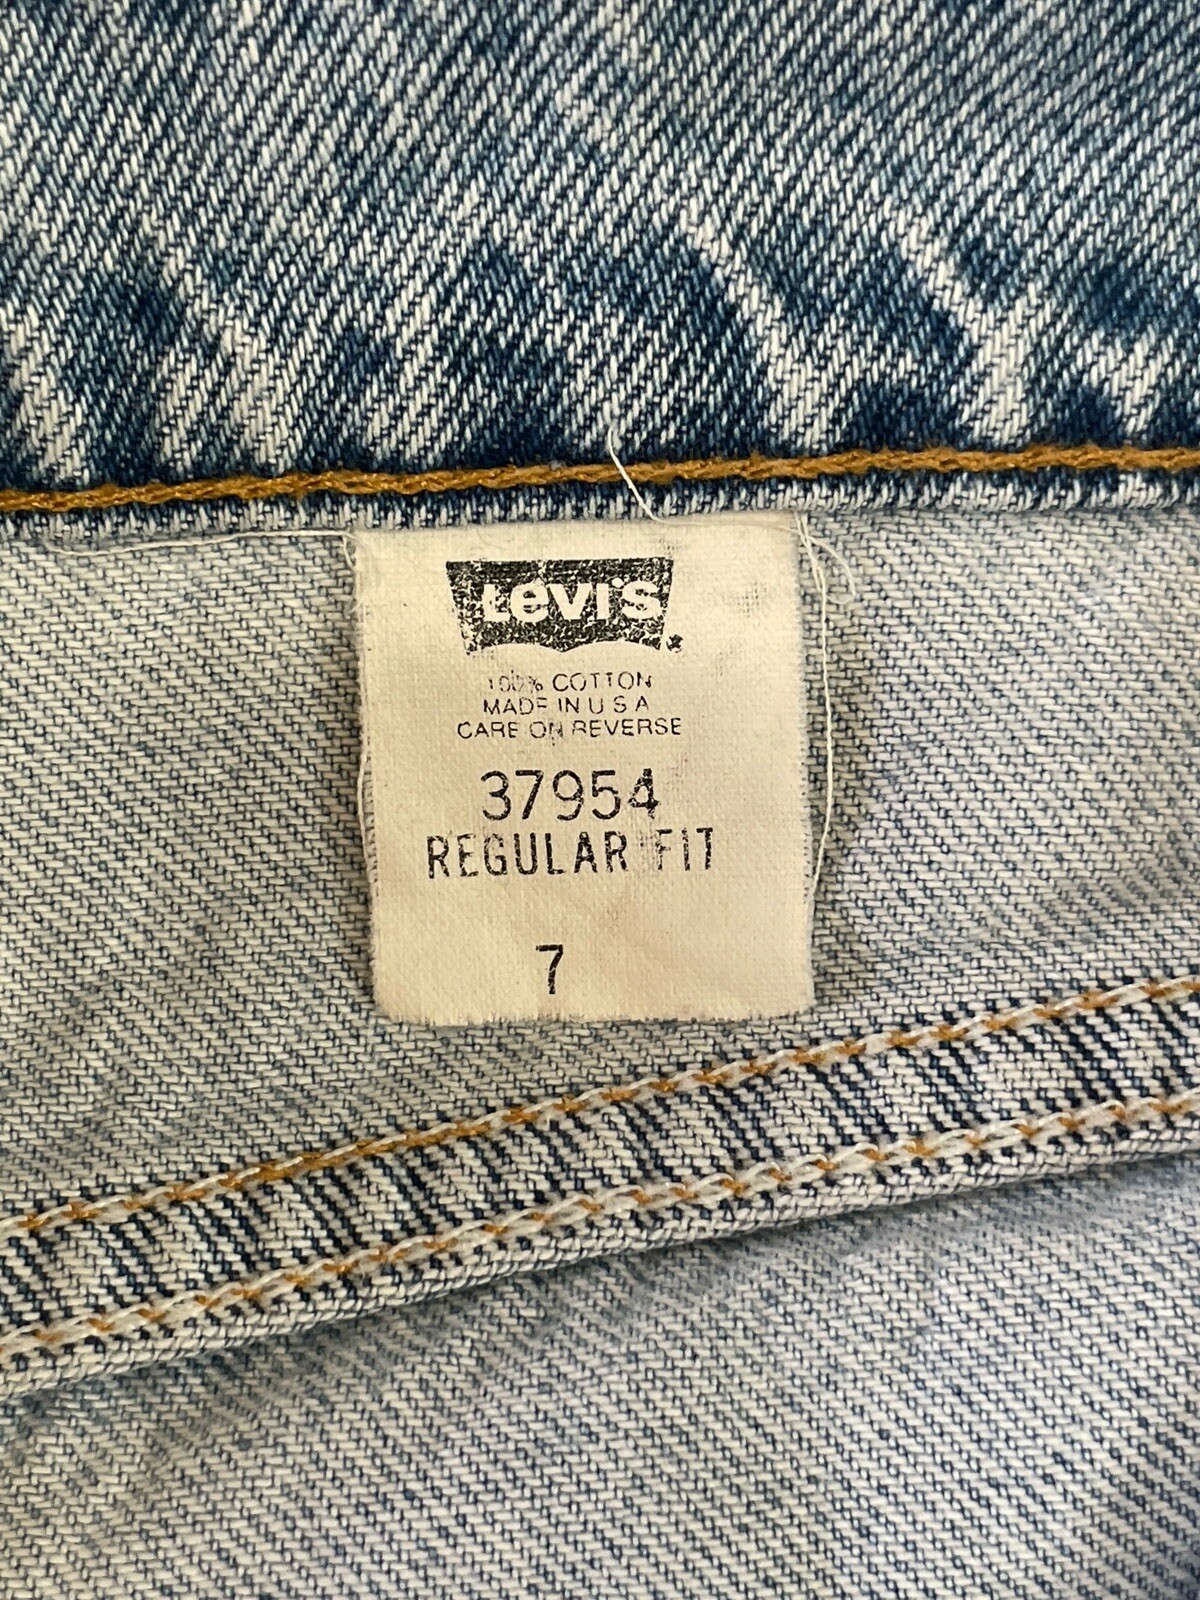 Levi's
100% COTTON
MADE IN U S A
CARE ON REVERSE
37954
REGULAR FIT
7